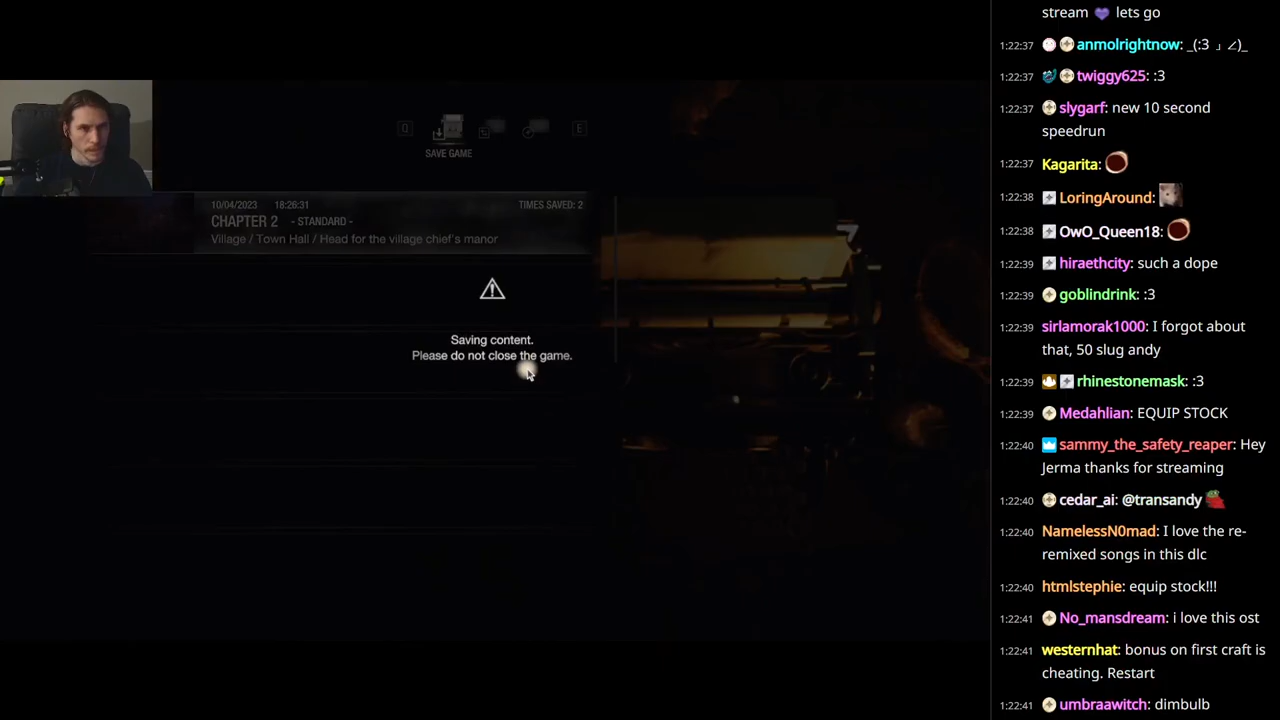 Q
E
SAVE GAME
10/04/2023 18:26:31
TIMES SAVED: 2
CHAPTER 2 - STANDARD -
Village / Town Hall / Head for the village chief's manor
Saving content.
Please do not close the game.
stream 💜 lets go
1:22:37 anmolrightnow: _(:3 」∠)_
1:22:37 twiggy625: :3
1:22:37 slygarf: new 10 second
speedrun
1:22:37 Kagarita:
1:22:38 LoringAround:
1:22:38 OwO_Queen18:
1:22:39 hiraethcity: such a dope
1:22:39 goblindrink: :3
1:22:39 sirlamorak1000: I forgot about
that, 50 slug andy
1:22:39 rhinestonemask: :3
1:22:39 Medahlian: EQUIP STOCK
1:22:40 sammy_the_safety_reaper: Hey
Jerma thanks for streaming
1:22:40 cedar_ai: @transandy
1:22:40 NamelessN0mad: I love the re-
remixed songs in this dlc
1:22:40 htmlstephie: equip stock!!!
1:22:41 No_mansdream: i love this ost
1:22:41 westernhat: bonus on first craft is
cheating. Restart
1:22:41 umbraawitch: dimbulb